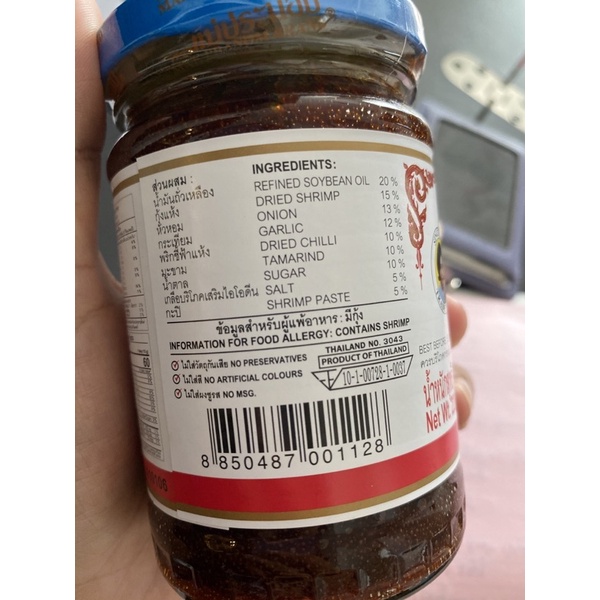 แม่ประนอม
ส่วนผสม : INGREDIENTS:
น้ำมันถั่วเหลือง REFINED SOYBEAN OIL 20 %
กุ้งแห้ง DRIED SHRIMP 15 %
หัวหอม ONION 13 %
กระเทียม GARLIC 12 %
พริกชี้ฟ้าแห้ง DRIED CHILLI 10 %
มะขาม TAMARIND 10 %
น้ำตาล SUGAR 10 %
เกลือบริโภคเสริมไอโอดีน SALT 5 %
กะปิ SHRIMP PASTE 5 %
ข้อมูลสำหรับผู้แพ้อาหาร : มีกุ้ง
INFORMATION FOR FOOD ALLERGY: CONTAINS SHRIMP
ไม่ใส่วัตถุกันเสีย NO PRESERVATIVES
ไม่ใส่สี NO ARTIFICIAL COLOURS
ไม่ใส่ผงชูรส NO MSG.
THAILAND NO. 3043
PRODUCT OF THAILAND
10-1-00728-1-0037
8 850487 001128
BEST BEFORE
Net Wt.